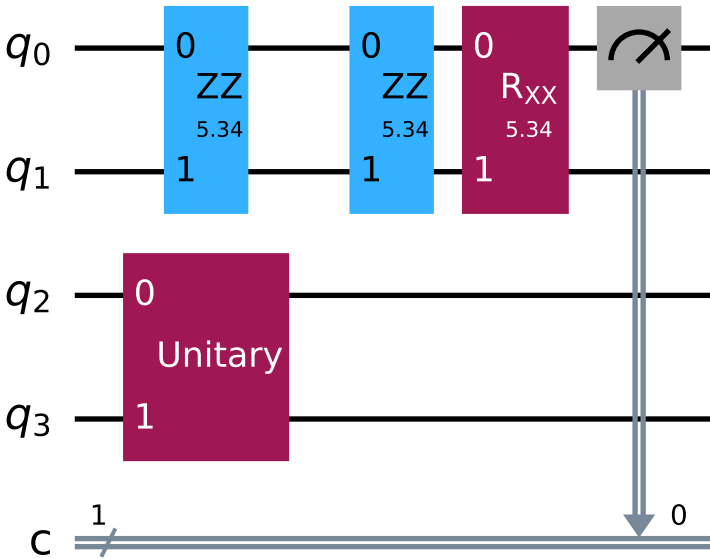 q0 0 0 0
ZZ ZZ RXX
5.34 5.34 5.34
q1 1 1 1
q2 0
Unitary
q3 1
1 0
c